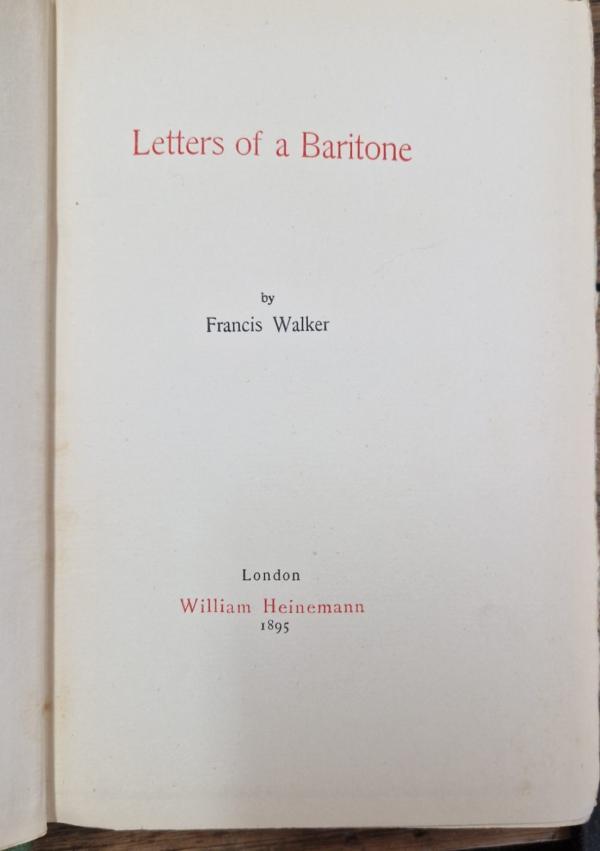 Letters of a Baritone
by
Francis Walker
London
William Heinemann
1895